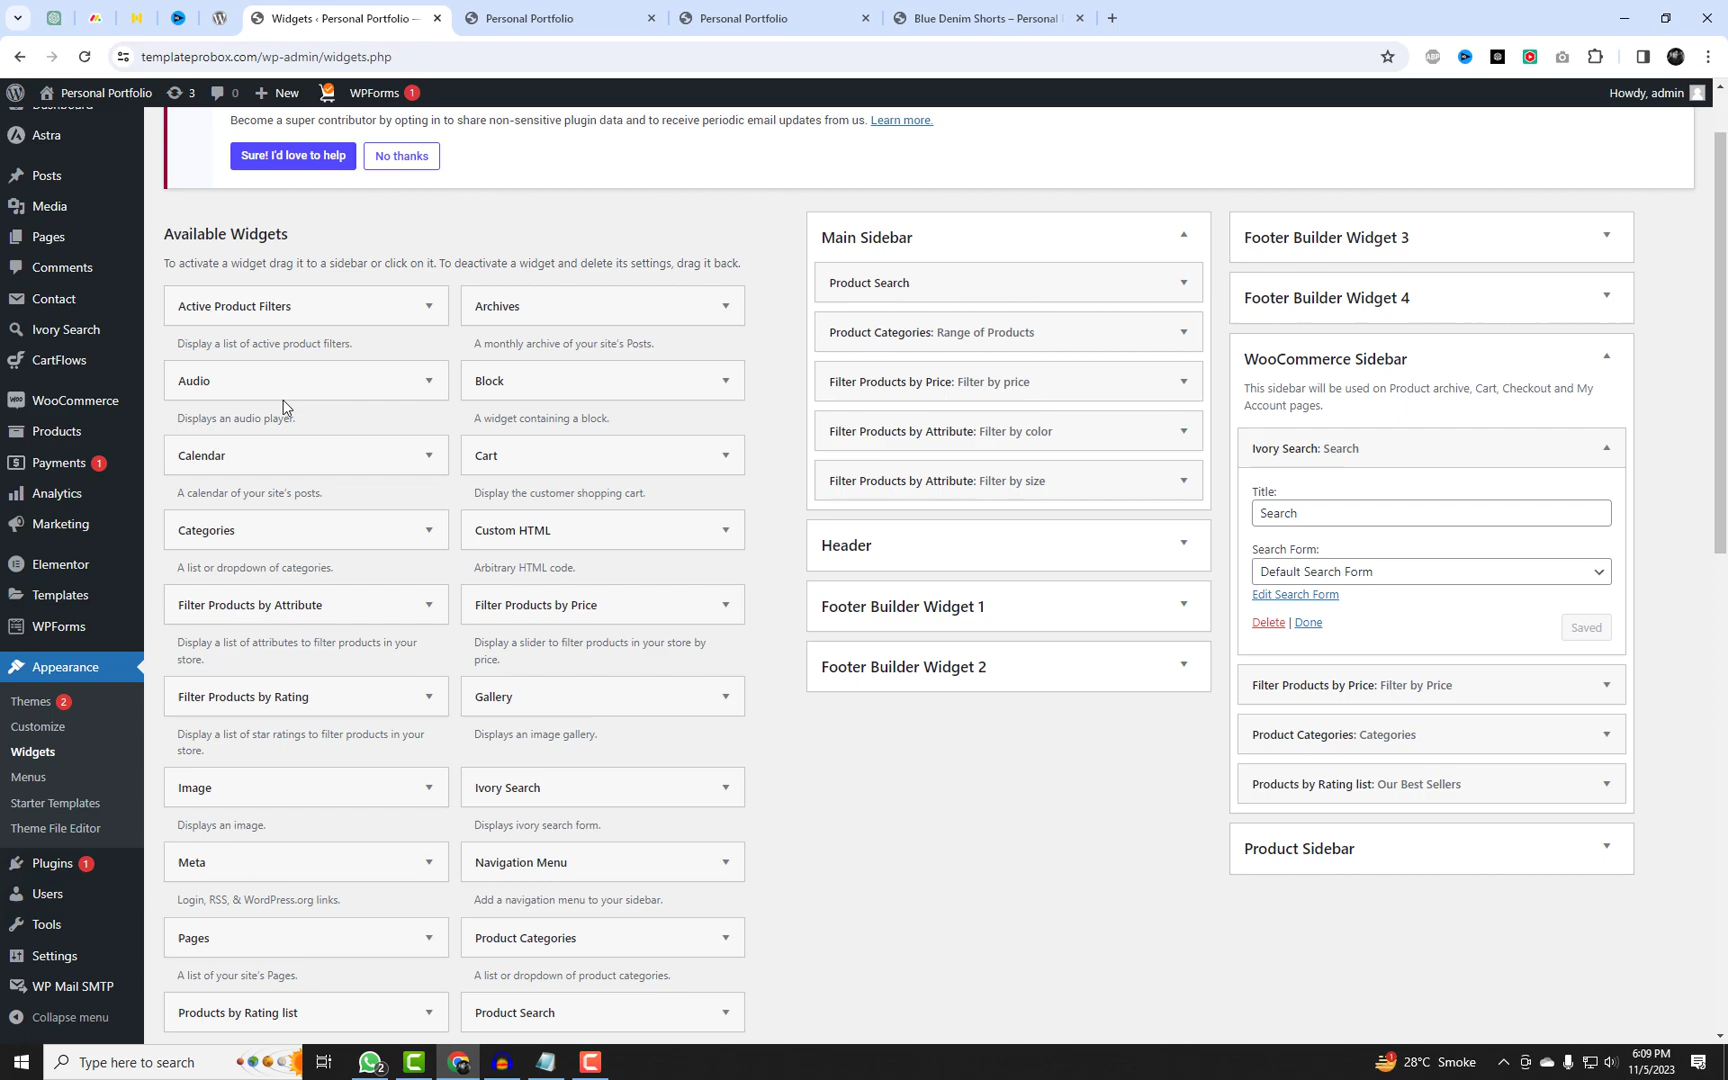 Widgets ‹ Personal Portfolio —
Personal Portfolio
Personal Portfolio
Blue Denim Shorts – Personal
templateprobox.com/wp-admin/widgets.php
Personal Portfolio
3
0
New
WPForms 1
Howdy, admin
Become a super contributor by opting in to share non-sensitive plugin data and to receive periodic email updates from us. Learn more.
Sure! I'd love to help
No thanks
Dashboard
Astra
Posts
Media
Pages
Comments
Contact
Ivory Search
CartFlows
WooCommerce
Products
Payments 1
Analytics
Marketing
Elementor
Templates
WPForms
Appearance
Themes 2
Customize
Widgets
Menus
Starter Templates
Theme File Editor
Plugins 1
Users
Tools
Settings
WP Mail SMTP
Collapse menu
Available Widgets
To activate a widget drag it to a sidebar or click on it. To deactivate a widget and delete its settings, drag it back.
Active Product Filters
Display a list of active product filters.
Archives
A monthly archive of your site's Posts.
Audio
Displays an audio player.
Block
A widget containing a block.
Calendar
A calendar of your site's posts.
Cart
Display the customer shopping cart.
Categories
A list or dropdown of categories.
Custom HTML
Arbitrary HTML code.
Filter Products by Attribute
Display a list of attributes to filter products in your
store.
Filter Products by Price
Display a slider to filter products in your store by
price.
Filter Products by Rating
Display a list of star ratings to filter products in your
store.
Gallery
Displays an image gallery.
Image
Displays an image.
Ivory Search
Displays ivory search form.
Meta
Login, RSS, & WordPress.org links.
Navigation Menu
Add a navigation menu to your sidebar.
Pages
A list of your site's Pages.
Product Categories
A list or dropdown of product categories.
Products by Rating list
Product Search
Main Sidebar
Product Search
Product Categories: Range of Products
Filter Products by Price: Filter by price
Filter Products by Attribute: Filter by color
Filter Products by Attribute: Filter by size
Header
Footer Builder Widget 1
Footer Builder Widget 2
Footer Builder Widget 3
Footer Builder Widget 4
WooCommerce Sidebar
This sidebar will be used on Product archive, Cart, Checkout and My
Account pages.
Ivory Search: Search
Title:
Search
Search Form:
Default Search Form
Edit Search Form
Delete | Done
Saved
Filter Products by Price: Filter by Price
Product Categories: Categories
Products by Rating list: Our Best Sellers
Product Sidebar
Type here to search
2
28°C Smoke
6:09 PM
11/5/2023